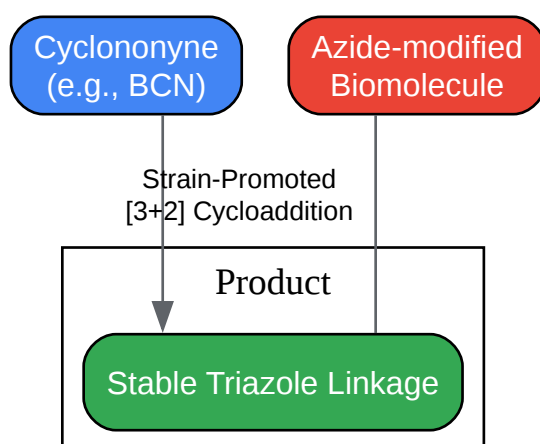 Cyclononyne
(e.g., BCN)
Azide-modified
Biomolecule
Strain-Promoted
[3+2] Cycloaddition
Product
Stable Triazole Linkage